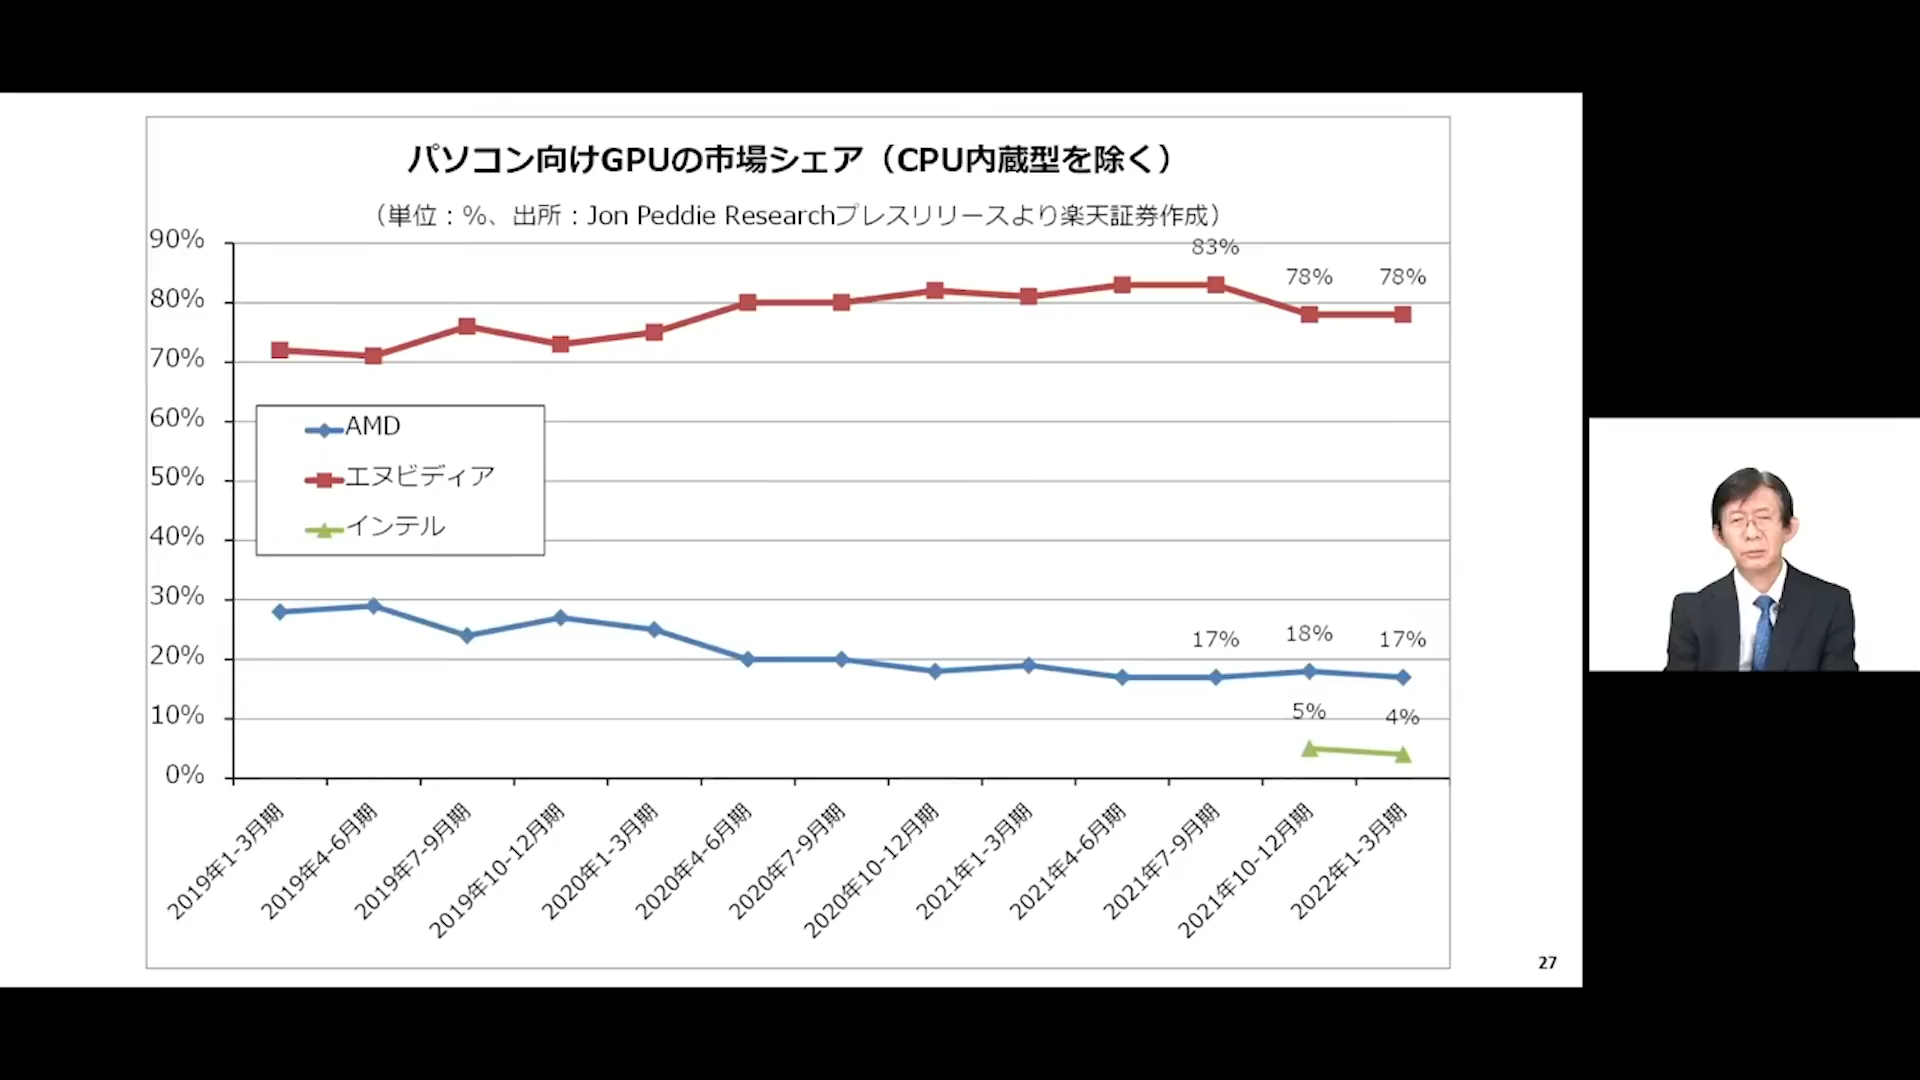 パソコン向けGPUの市場シェア（CPU内蔵型を除く）
（単位：%、出所：Jon Peddie Researchプレスリリースより楽天証券作成）
90%
80%
70%
60%
50%
40%
30%
20%
10%
0%
83%
78%
78%
AMD
エヌビディア
インテル
17%
18%
17%
5%
4%
2019年1-3月期
2019年4-6月期
2019年7-9月期
2019年10-12月期
2020年1-3月期
2020年4-6月期
2020年7-9月期
2020年10-12月期
2021年1-3月期
2021年4-6月期
2021年7-9月期
2021年10-12月期
2022年1-3月期
27